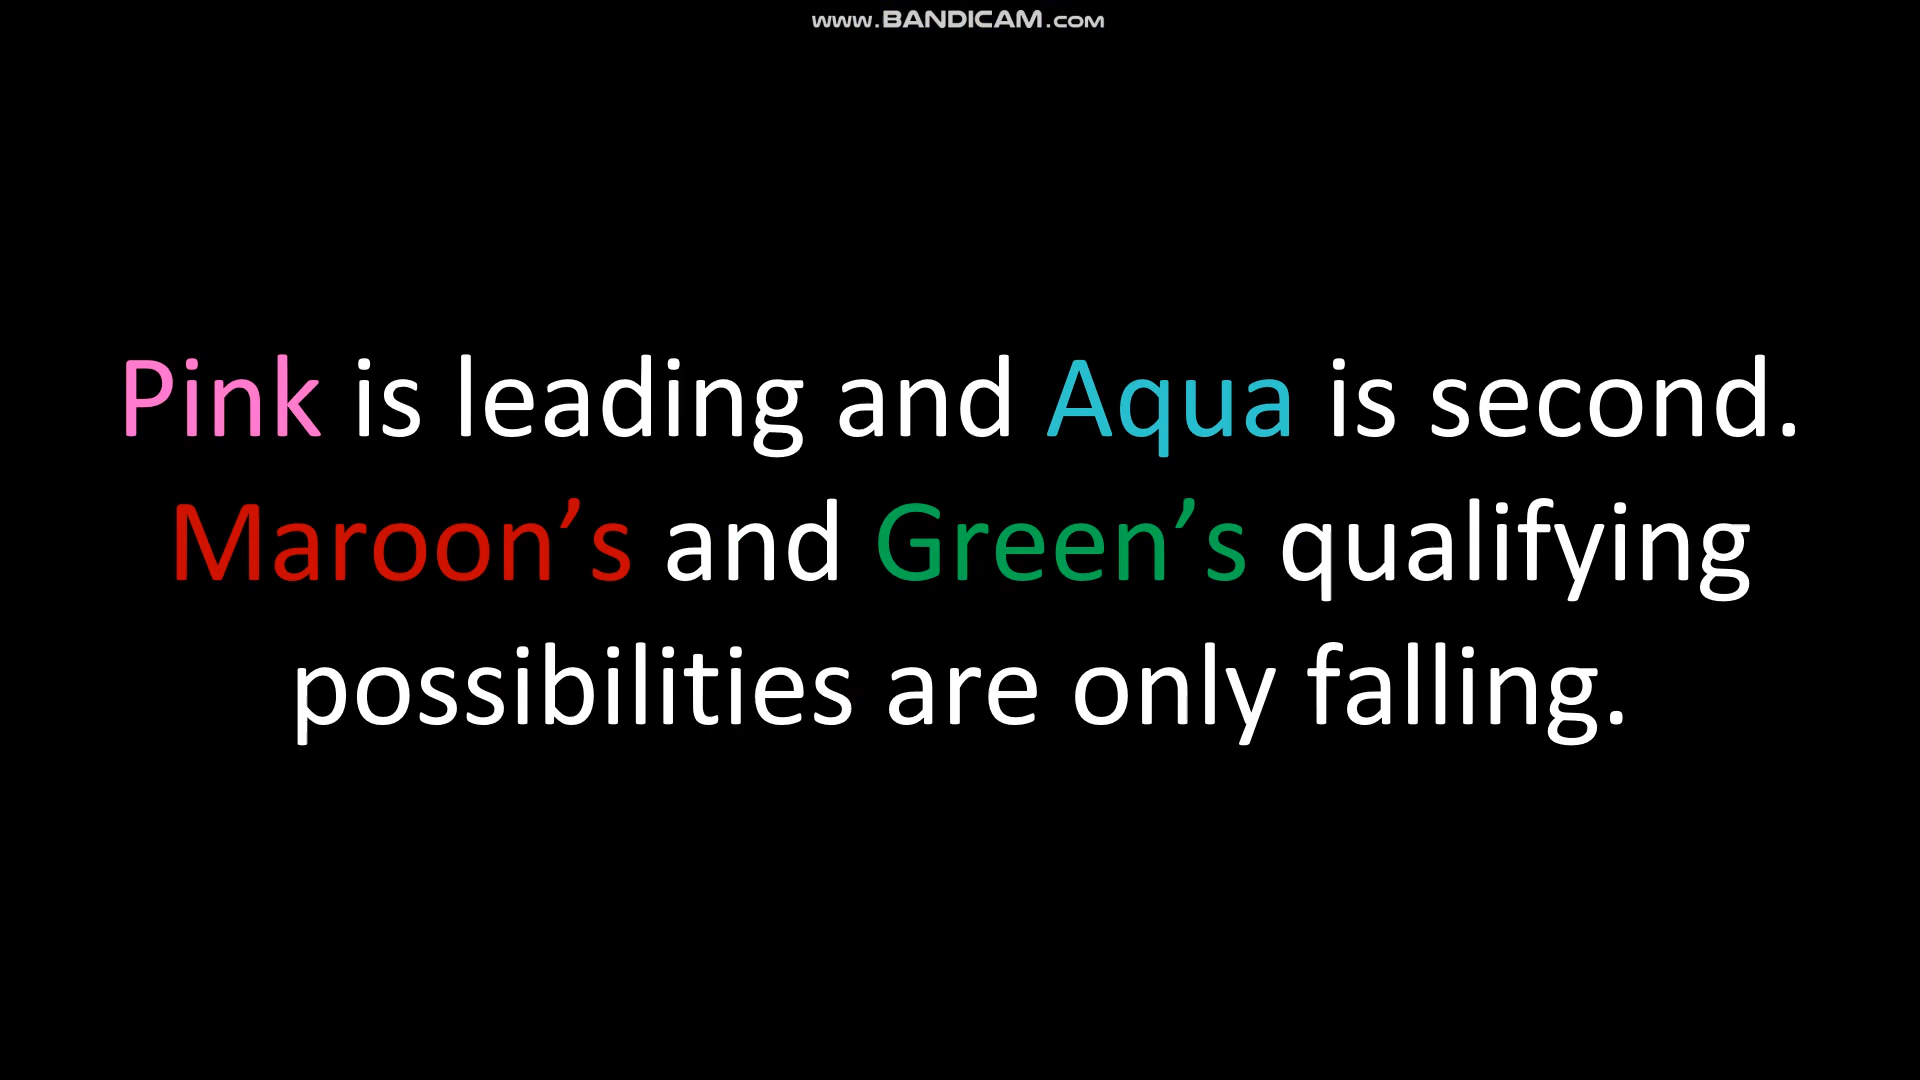 www.BANDICAM.com
Pink is leading and Aqua is second.
Maroon’s and Green’s qualifying
possibilities are only falling.